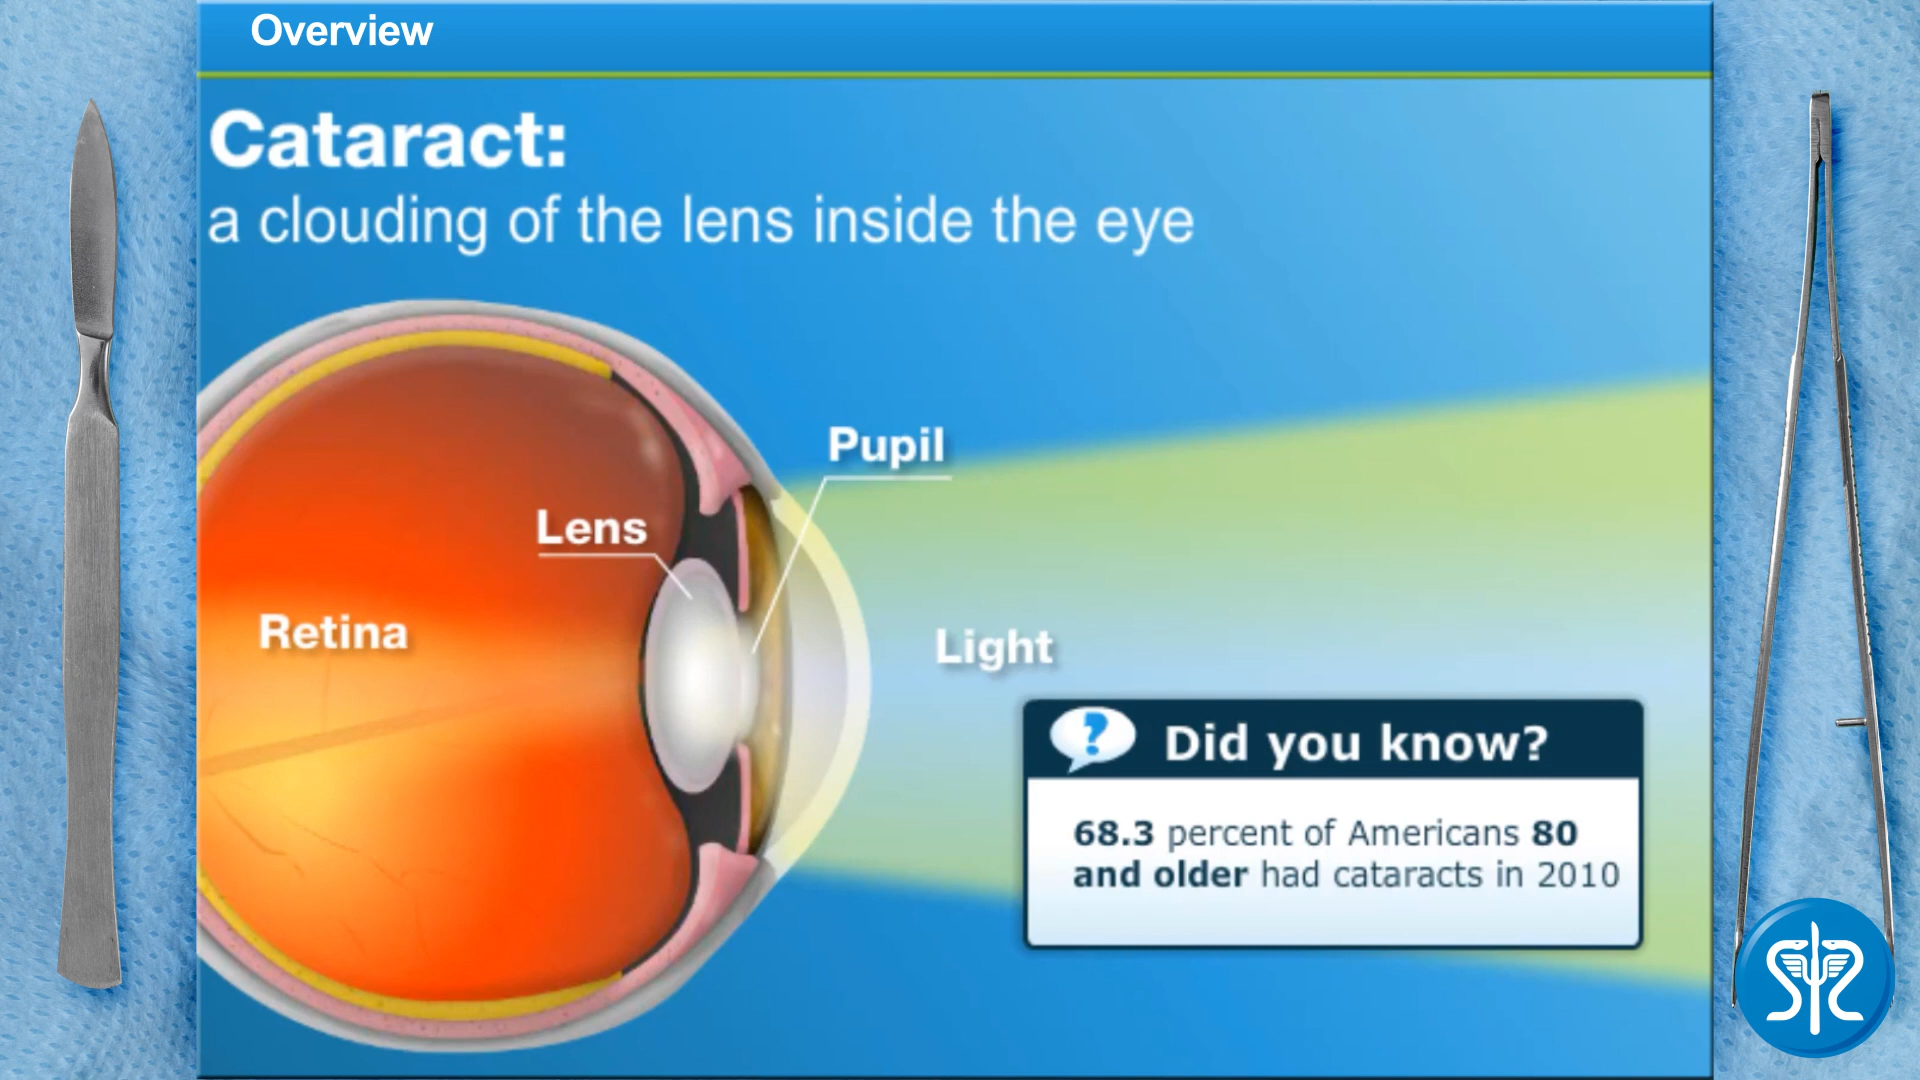 Overview
Cataract:
a clouding of the lens inside the eye
Pupil
Lens
Retina
Light
?
Did you know?
68.3 percent of Americans 80
and older had cataracts in 2010